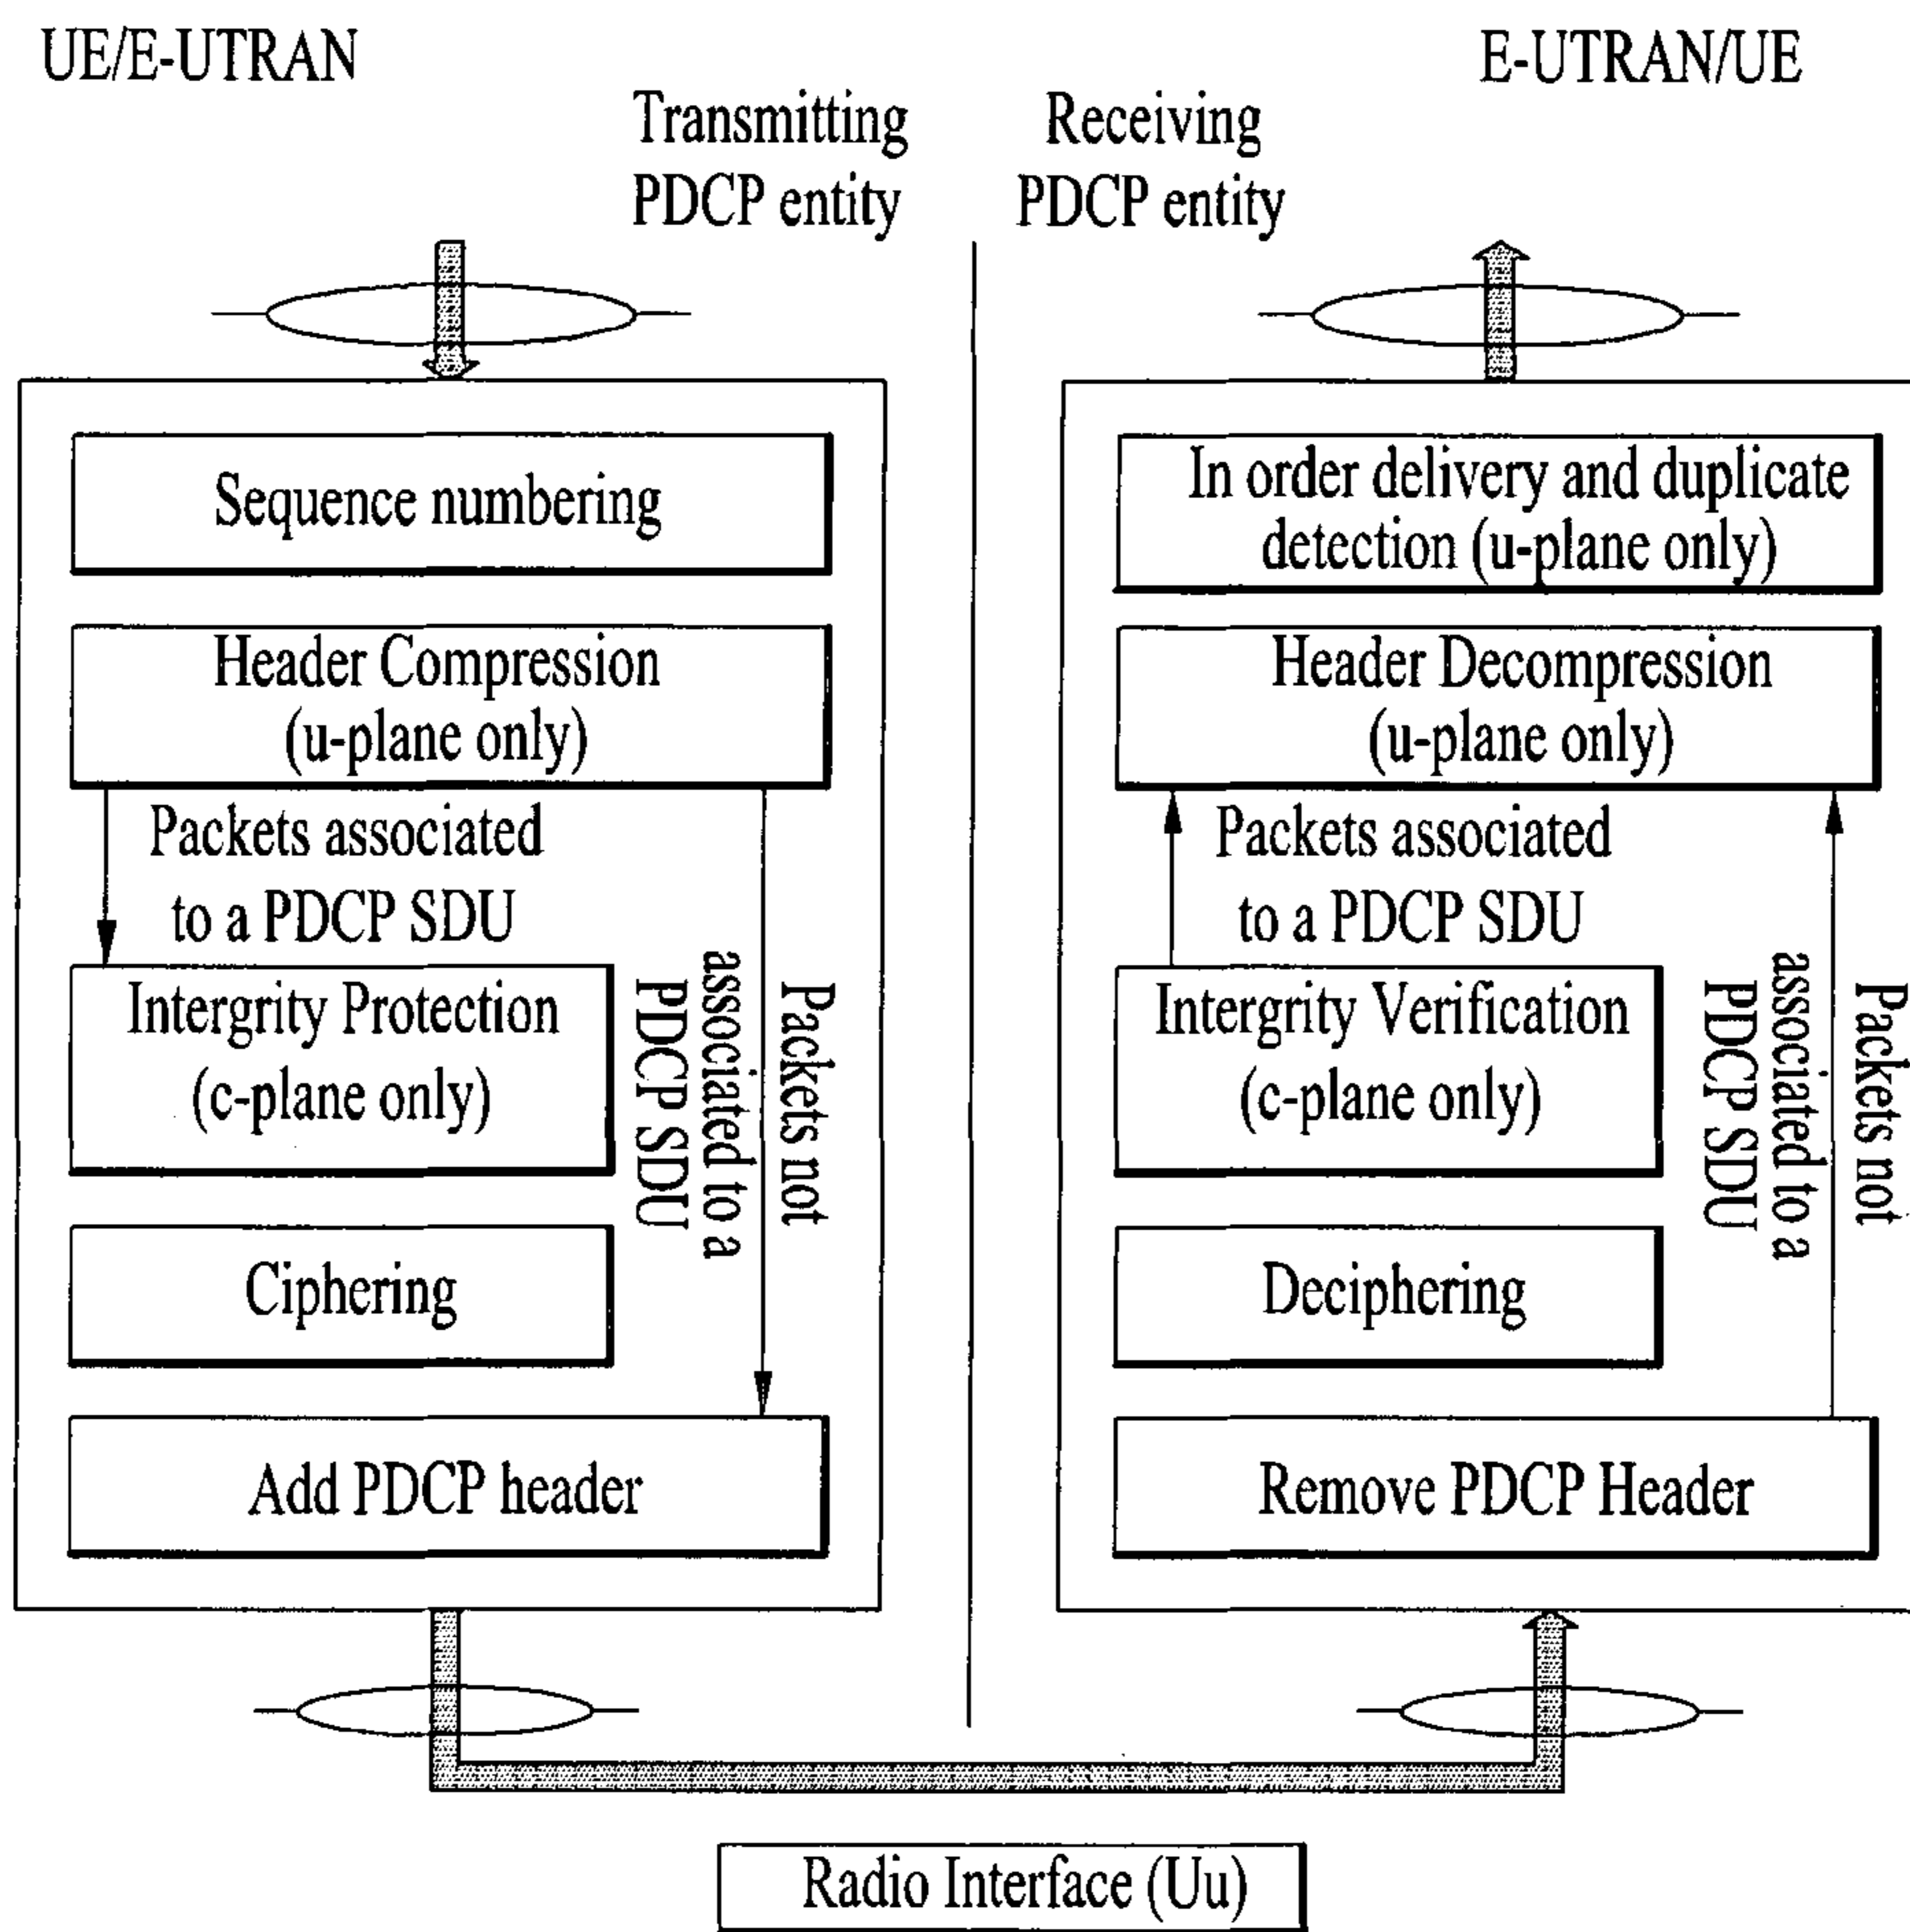 UE/E-UTRAN
E-UTRAN/UE
Transmitting
PDCP entity
Receiving
PDCP entity
Sequence numbering
Header Compression
(u-plane only)
Packets associated
to a PDCP SDU
Packets not
associated to a
PDCP SDU
Intergrity Protection
(c-plane only)
Ciphering
Add PDCP header
In order delivery and duplicate
detection (u-plane only)
Header Decompression
(u-plane only)
Packets associated
to a PDCP SDU
Packets not
associated to a
PDCP SDU
Intergrity Verification
(c-plane only)
Deciphering
Remove PDCP Header
Radio Interface (Uu)